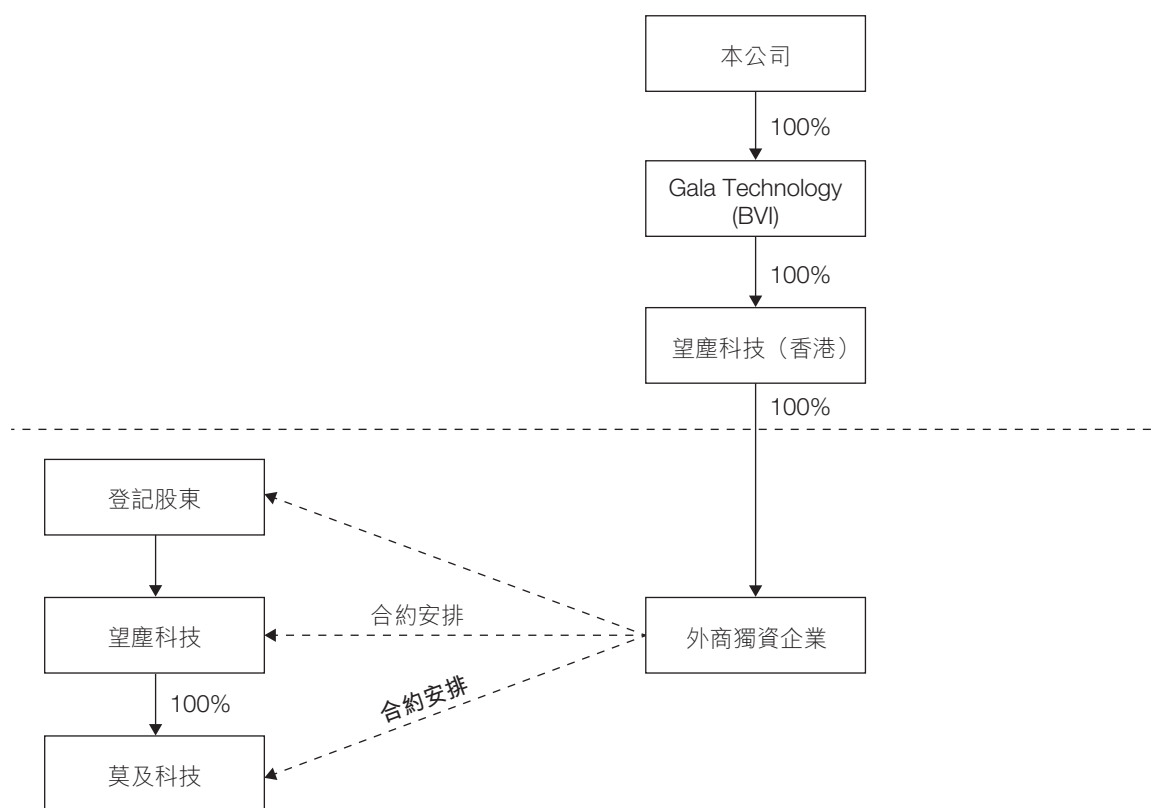 本公司
100%
Gala Technology
(BVI)
100%
望塵科技（香港）
100%
登記股東
望塵科技
合約安排
外商獨資企業
100%
合約安排
莫及科技